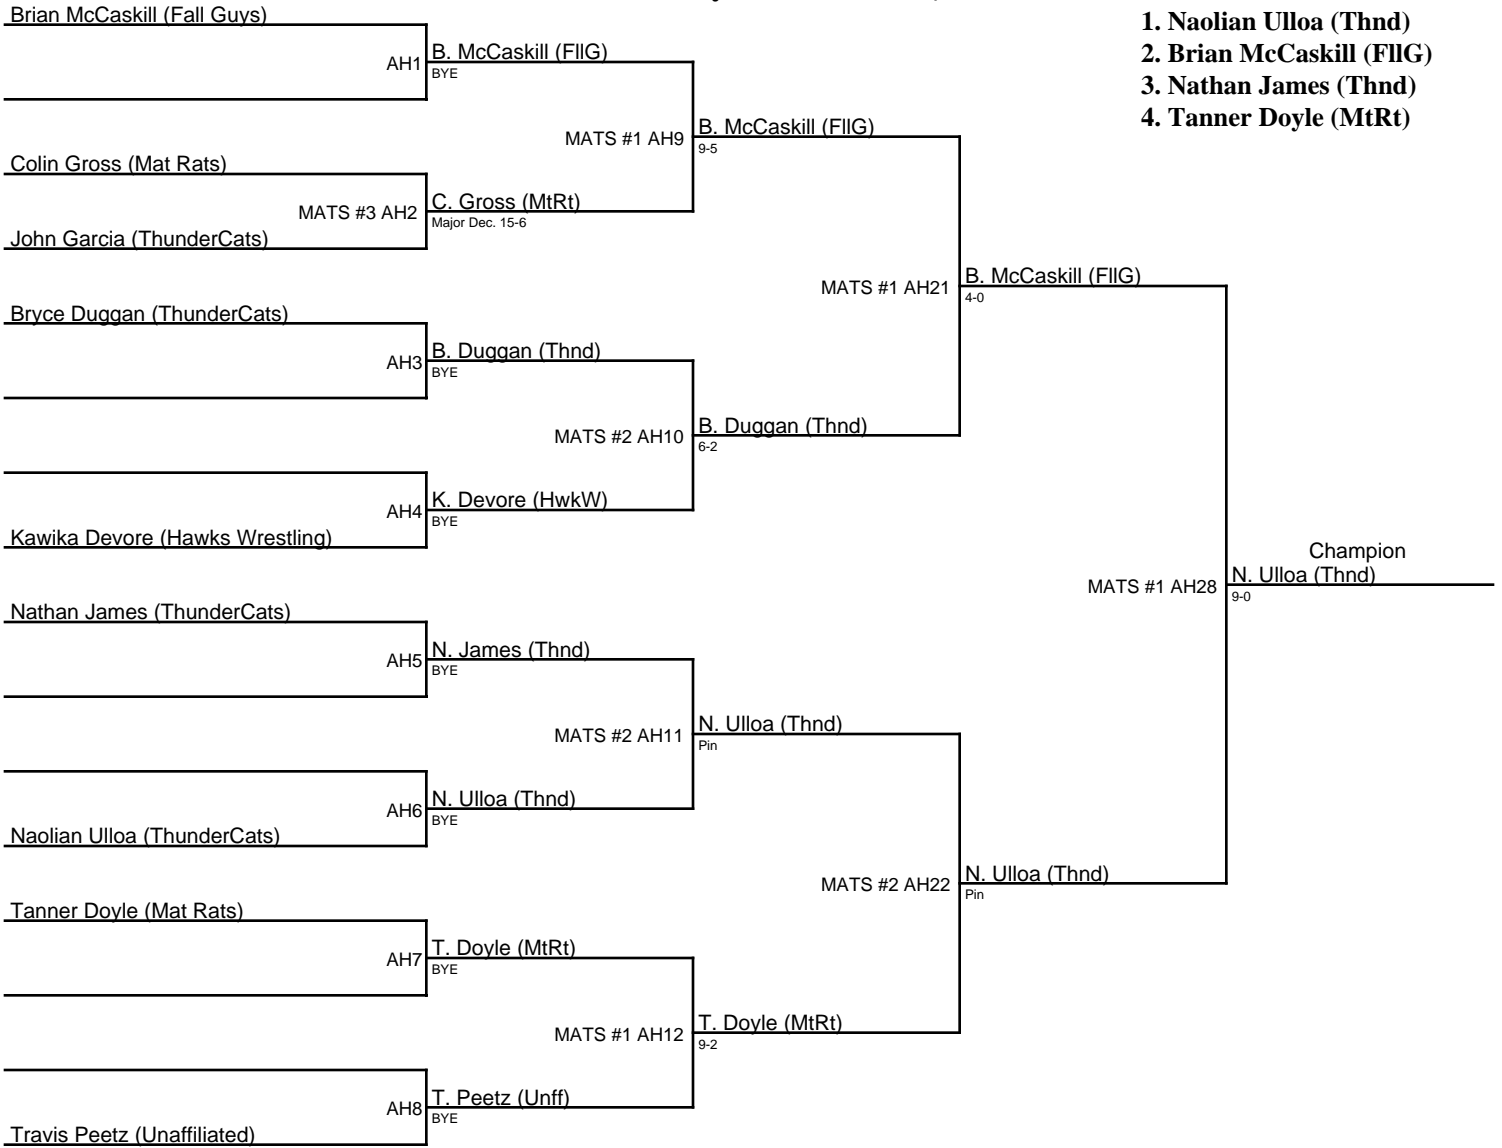 1. Naolian Ulloa (Thnd)
2. Brian McCaskill (FllG)
3. Nathan James (Thnd)
4. Tanner Doyle (MtRt)
Brian McCaskill (Fall Guys)
AH1
B. McCaskill (FllG)
BYE
MATS #1 AH9
B. McCaskill (FllG)
9-5
Colin Gross (Mat Rats)
MATS #3 AH2
C. Gross (MtRt)
Major Dec. 15-6
John Garcia (ThunderCats)
MATS #1 AH21
B. McCaskill (FllG)
4-0
Bryce Duggan (ThunderCats)
AH3
B. Duggan (Thnd)
BYE
MATS #2 AH10
B. Duggan (Thnd)
6-2
AH4
K. Devore (HwkW)
BYE
Kawika Devore (Hawks Wrestling)
Champion
MATS #1 AH28
N. Ulloa (Thnd)
9-0
Nathan James (ThunderCats)
AH5
N. James (Thnd)
BYE
MATS #2 AH11
N. Ulloa (Thnd)
Pin
AH6
N. Ulloa (Thnd)
BYE
Naolian Ulloa (ThunderCats)
MATS #2 AH22
N. Ulloa (Thnd)
Pin
Tanner Doyle (Mat Rats)
AH7
T. Doyle (MtRt)
BYE
MATS #1 AH12
T. Doyle (MtRt)
9-2
AH8
T. Peetz (Unff)
BYE
Travis Peetz (Unaffiliated)